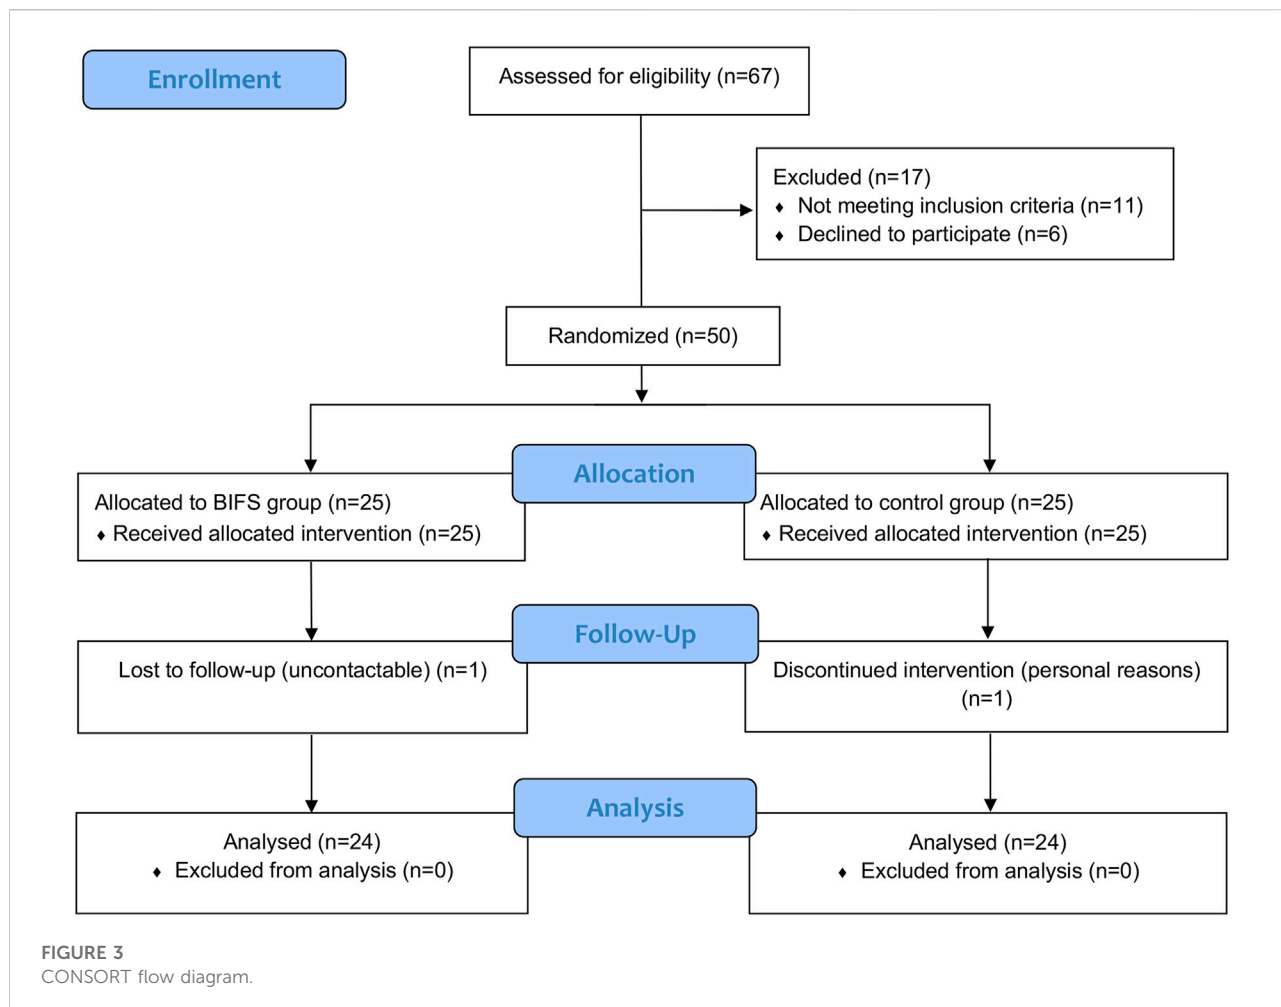 Enrollment
Assessed for eligibility (n=67)
Excluded (n=17)
♦ Not meeting inclusion criteria (n=11)
♦ Declined to participate (n=6)
Randomized (n=50)
Allocation
Allocated to BIFS group (n=25)
♦ Received allocated intervention (n=25)
Allocated to control group (n=25)
♦ Received allocated intervention (n=25)
Follow-Up
Lost to follow-up (uncontactable) (n=1)
Discontinued intervention (personal reasons)
(n=1)
Analysis
Analysed (n=24)
♦ Excluded from analysis (n=0)
Analysed (n=24)
♦ Excluded from analysis (n=0)
FIGURE 3
CONSORT flow diagram.